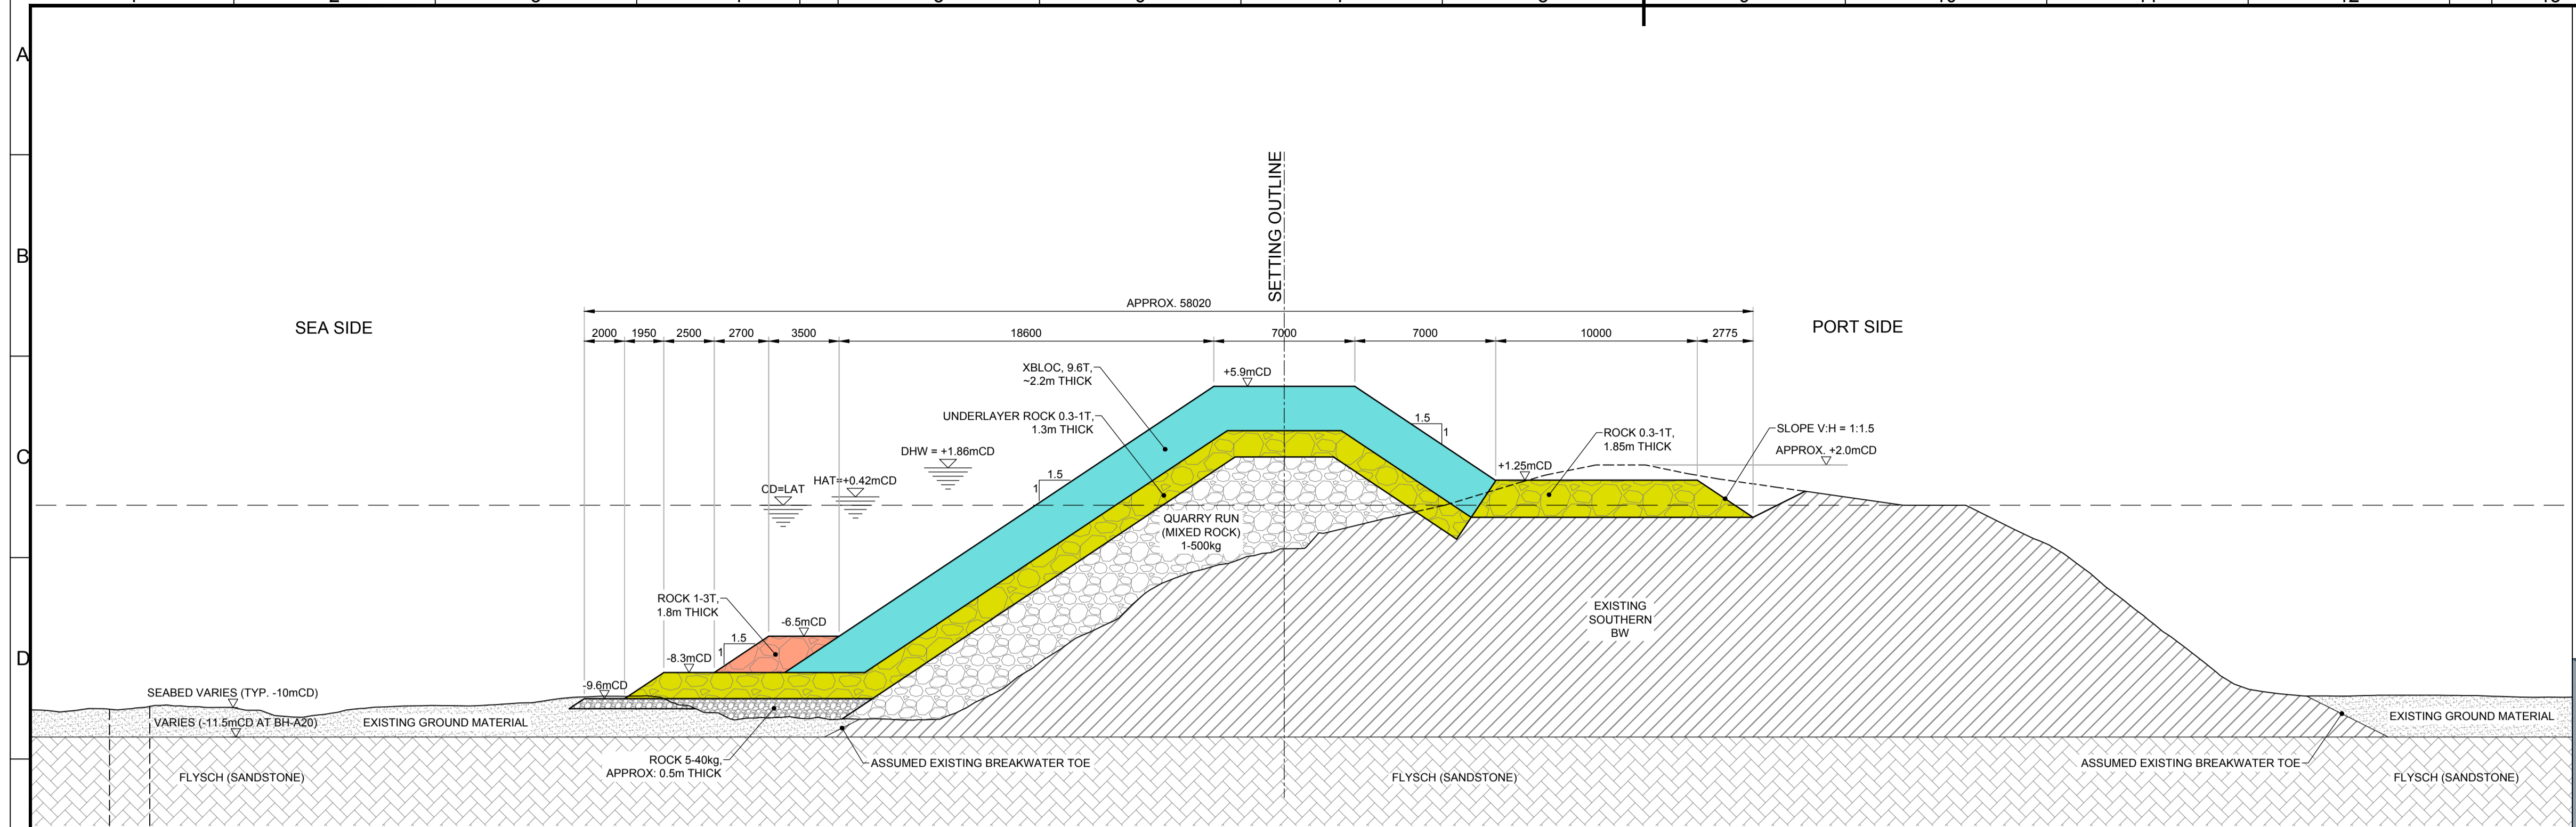 A
B
C
D
SETTING OUTLINE
APPROX. 58020
SEA SIDE
PORT SIDE
2000
1950
2500
2700
3500
18600
7000
7000
10000
2775
XBLOC, 9.6T,
~2.2m THICK
+5.9mCD
UNDERLAYER ROCK 0.3-1T,
1.3m THICK
1.5
1
ROCK 0.3-1T,
1.85m THICK
SLOPE V:H = 1:1.5
APPROX. +2.0mCD
DHW = +1.86mCD
+1.25mCD
HAT=+0.42mCD
CD=LAT
1.5
1
QUARRY RUN
(MIXED ROCK)
1-500kg
ROCK 1-3T,
1.8m THICK
-6.5mCD
1.5
1
-8.3mCD
-9.6mCD
EXISTING
SOUTHERN
BW
SEABED VARIES (TYP. -10mCD)
VARIES (-11.5mCD AT BH-A20)
EXISTING GROUND MATERIAL
EXISTING GROUND MATERIAL
ROCK 5-40kg,
APPROX: 0.5m THICK
ASSUMED EXISTING BREAKWATER TOE
ASSUMED EXISTING BREAKWATER TOE
FLYSCH (SANDSTONE)
FLYSCH (SANDSTONE)
FLYSCH (SANDSTONE)